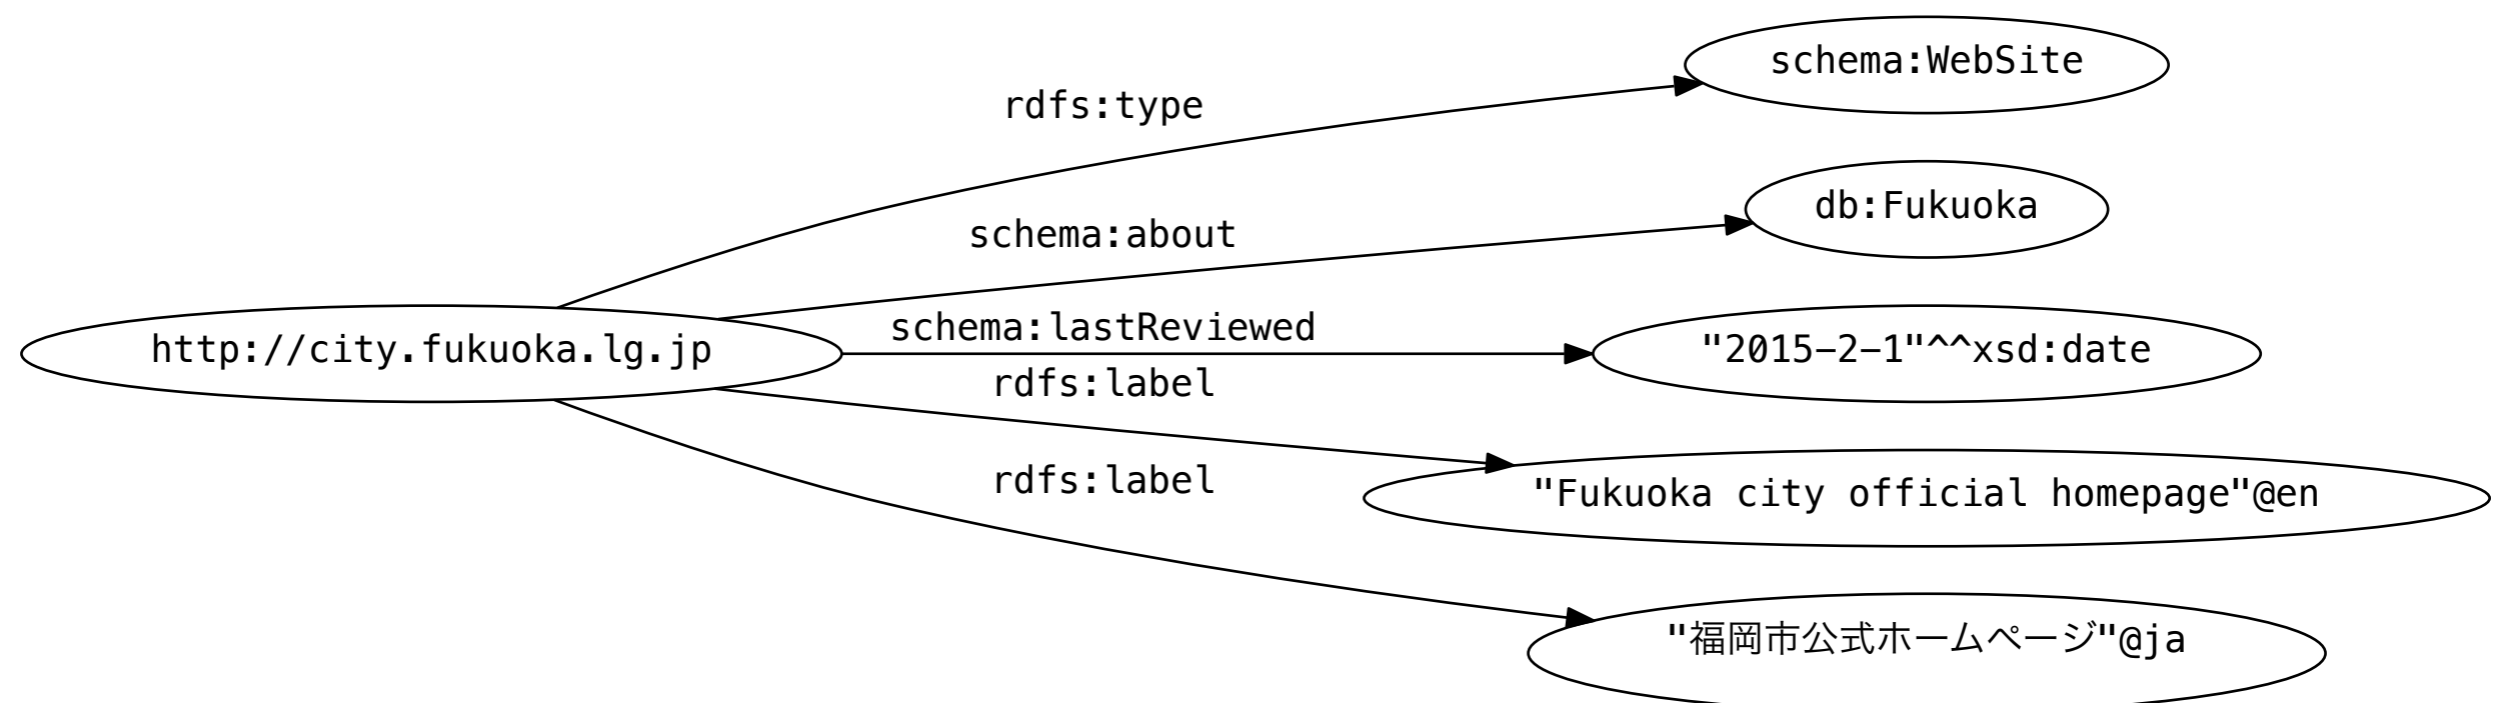 schema:WebSite
rdfs:type
db:Fukuoka
schema:about
http://city.fukuoka.lg.jp
schema:lastReviewed
"2015-2-1"^^xsd:date
rdfs:label
"Fukuoka city official homepage"@en
rdfs:label
"福岡市公式ホームページ"@ja